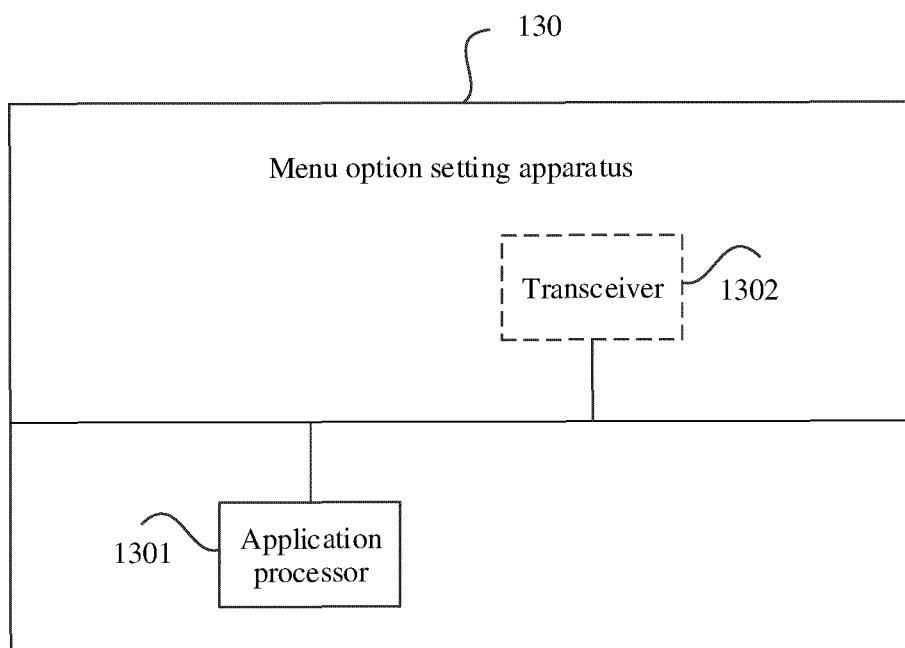 130
Menu option setting apparatus
Transceiver
1302
1301
Application
processor